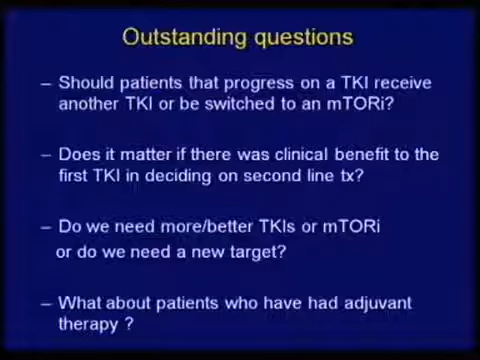 Outstanding questions
– Should patients that progress on a TKI receive
another TKI or be switched to an mTORi?
– Does it matter if there was clinical benefit to the
first TKI in deciding on second line tx?
– Do we need more/better TKIs or mTORi
or do we need a new target?
– What about patients who have had adjuvant
therapy ?